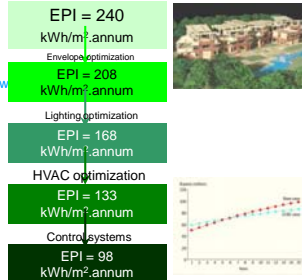 EPI = 240
kWh/m².annum
Envelope optimization
EPI = 208
kWh/m².annum
Lighting optimization
EPI = 168
kWh/m².annum
HVAC optimization
EPI = 133
kWh/m².annum
Control systems
EPI = 98
kWh/m².annum